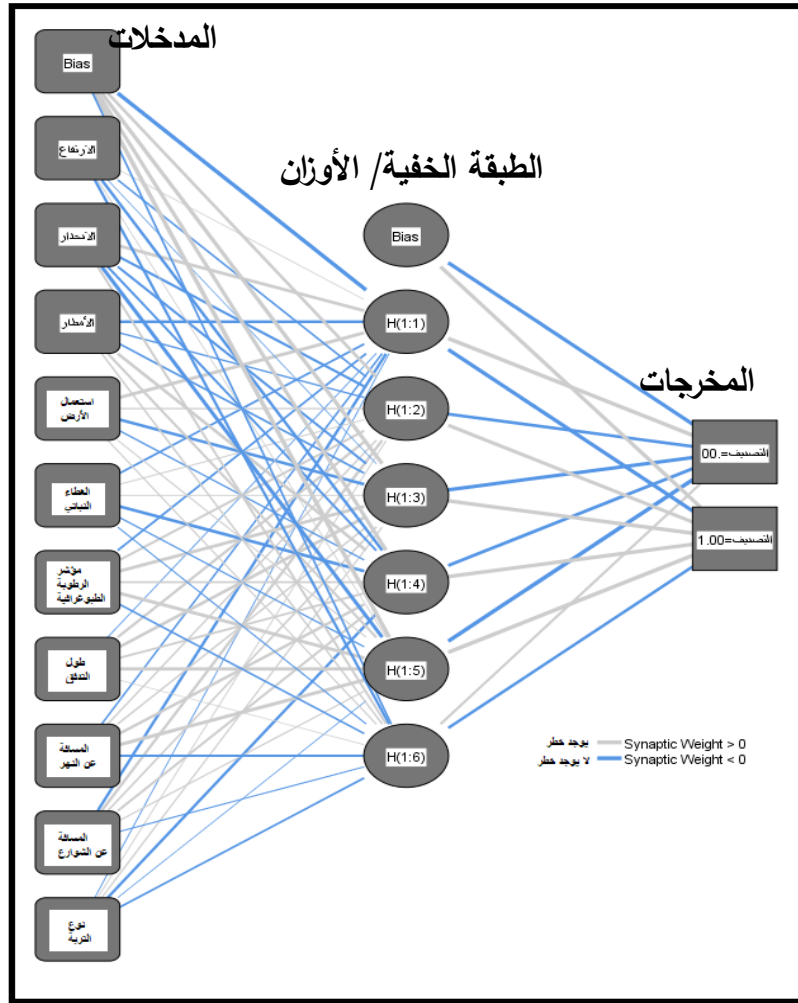 المدخلات
Bias
الارتفاع
الانحدار
الأمطار
استعمال
الأرض
الغطاء
النباتي
مؤشر
الرطوبة
الطبوغرافية
طول
التدفق
المسافة
عن النهر
المسافة
عن الشوارع
نوع
التربة
الطبقة الخفية/ الأوزان
Bias
H(1:1)
H(1:2)
H(1:3)
H(1:4)
H(1:5)
H(1:6)
المخرجات
التصنيف=.00
التصنيف=1.00
يوجد خطر Synaptic Weight > 0
لا يوجد خطر Synaptic Weight < 0